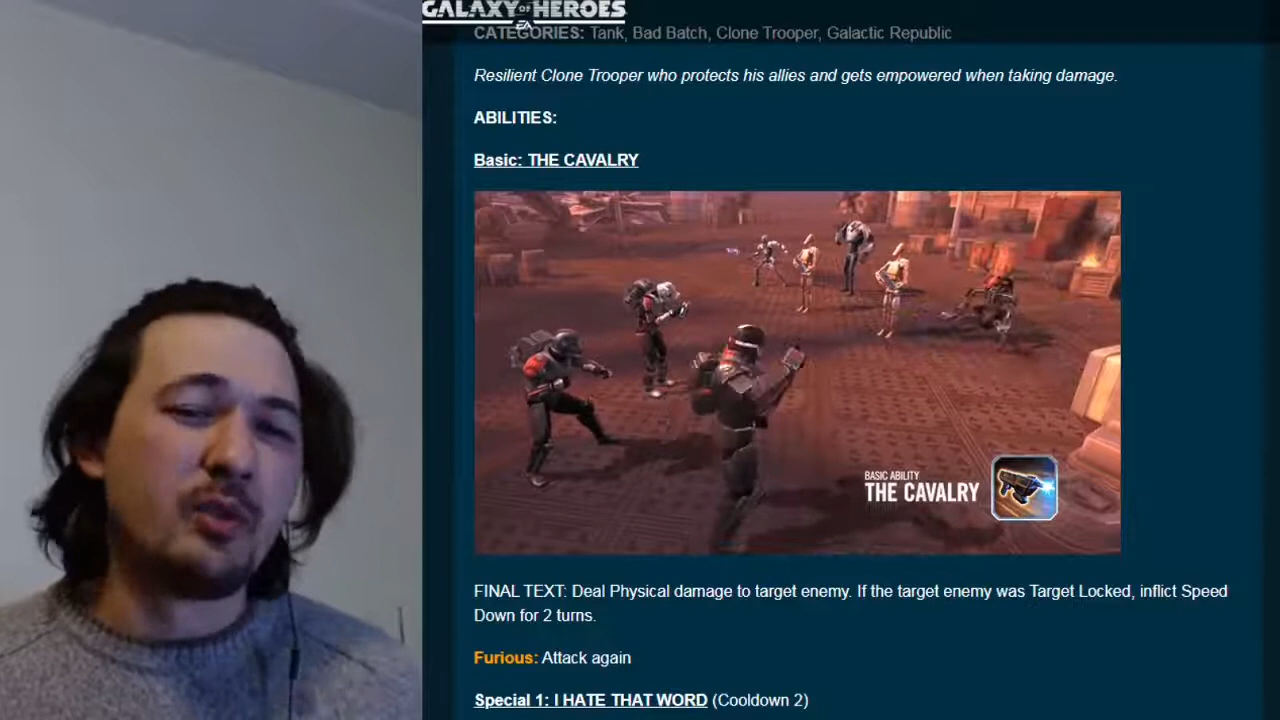 GALAXY OF HEROES
EA
CATEGORIES: Tank, Bad Batch, Clone Trooper, Galactic Republic
Resilient Clone Trooper who protects his allies and gets empowered when taking damage.
ABILITIES:
Basic: THE CAVALRY
BASIC ABILITY
THE CAVALRY
FINAL TEXT: Deal Physical damage to target enemy. If the target enemy was Target Locked, inflict Speed
Down for 2 turns.
Furious: Attack again
Special 1: I HATE THAT WORD (Cooldown 2)